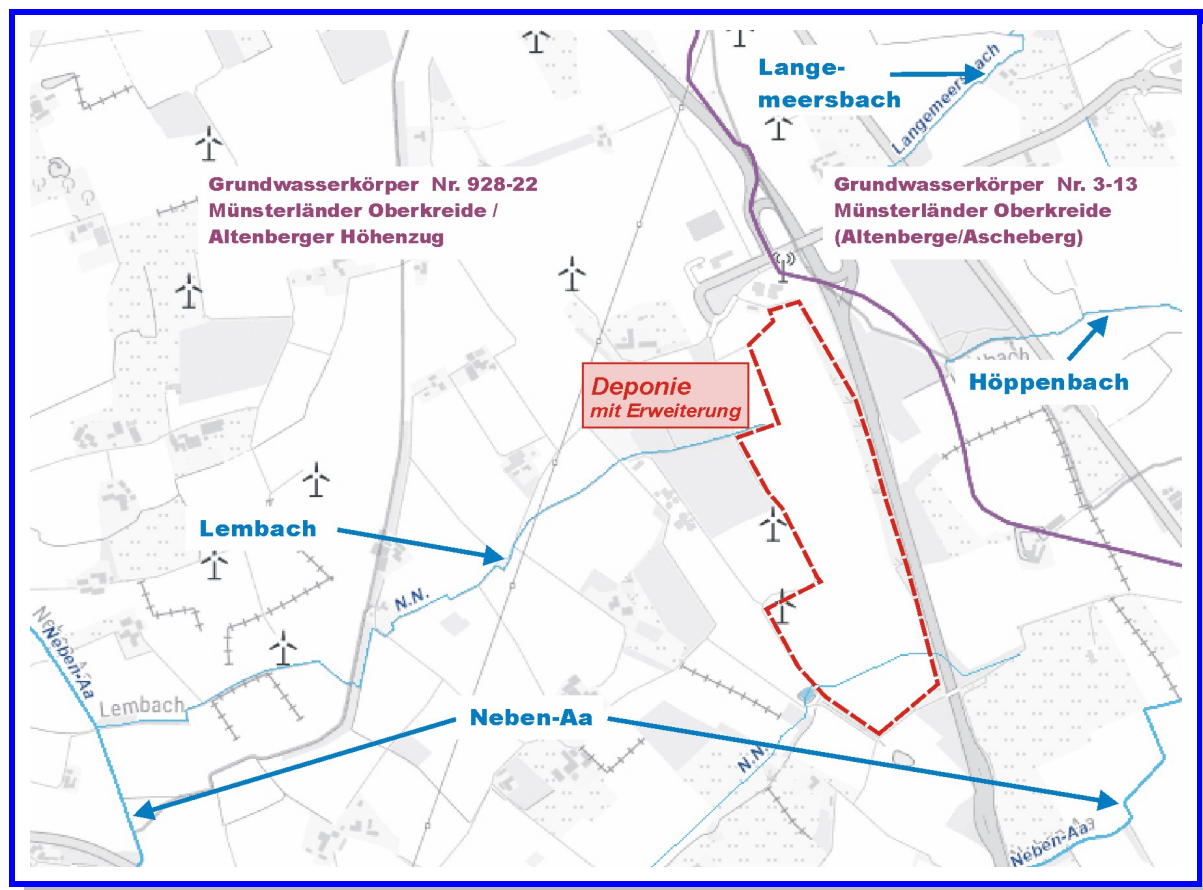 Lange-
meersbach
Langemeersbach
Grundwasserkörper Nr. 928-22
Münsterländer Oberkreide /
Altenberger Höhenzug
Grundwasserkörper Nr. 3-13
Münsterländer Oberkreide
(Altenberge/Ascheberg)
Höppenbach
Deponie
mit Erweiterung
Lembach
N.N.
Neben-Aa
Lembach
Neben-Aa
N.N.
Neben-Aa